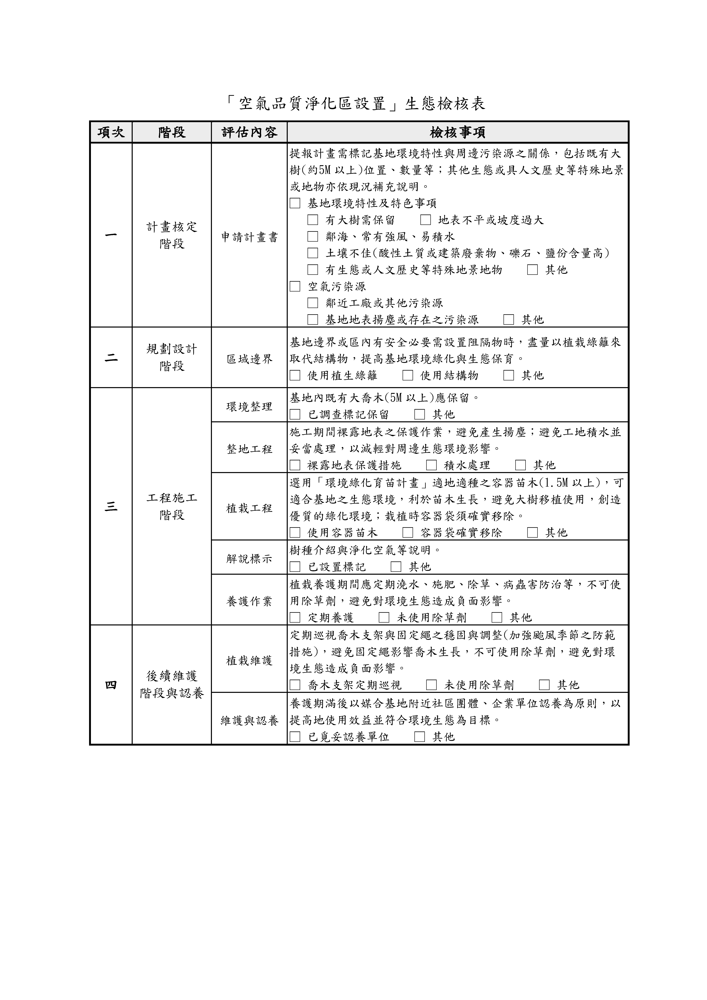 「空氣品質淨化區設置」生態檢核表
項次 階段 評估內容 檢核事項
一
計畫核定
階段
申請計畫書
提報計畫需標記基地環境特性與周邊污染源之關係，包括既有大
樹(約5M 以上)位置、數量等；其他生態或具人文歷史等特殊地景
或地物亦依現況補充說明。
□ 基地環境特性及特色事項
□ 有大樹需保留 □ 地表不平或坡度過大
□ 鄰海、常有強風、易積水
□ 土壤不佳(酸性土質或建築廢棄物、礫石、鹽份含量高)
□ 有生態或人文歷史等特殊地景地物 □ 其他
□ 空氣污染源
□ 鄰近工廠或其他污染源
□ 基地地表揚塵或存在之污染源 □ 其他
二
規劃設計
階段
區域邊界
基地邊界或區內有安全必要需設置阻隔物時，盡量以植栽綠籬來
取代結構物，提高基地環境綠化與生態保育。
□ 使用植生綠籬 □ 使用結構物 □ 其他
三
工程施工
階段
環境整理
基地內既有大喬木(5M 以上)應保留。
□ 已調查標記保留 □ 其他
整地工程
施工期間裸露地表之保護作業，避免產生揚塵；避免工地積水並
妥當處理，以減輕對周邊生態環境影響。
□ 裸露地表保護措施 □ 積水處理 □ 其他
植栽工程
選用「環境綠化育苗計畫」適地適種之容器苗木(1.5M 以上)，可
適合基地之生態環境，利於苗木生長，避免大樹移植使用，創造
優質的綠化環境；栽植時容器袋須確實移除。
□ 使用容器苗木 □ 容器袋確實移除 □ 其他
解說標示
樹種介紹與淨化空氣等說明。
□ 已設置標記 □ 其他
養護作業
植栽養護期間應定期澆水、施肥、除草、病蟲害防治等，不可使
用除草劑，避免對環境生態造成負面影響。
□ 定期養護 □ 未使用除草劑 □ 其他
四
後續維護
階段與認養
植栽維護
定期巡視喬木支架與固定繩之穩固與調整(加強颱風季節之防範
措施)，避免固定繩影響喬木生長，不可使用除草劑，避免對環
境生態造成負面影響。
□ 喬木支架定期巡視 □ 未使用除草劑 □ 其他
維護與認養
養護期滿後以媒合基地附近社區團體、企業單位認養為原則，以
提高地使用效益並符合環境生態為目標。
□ 已覓妥認養單位 □ 其他